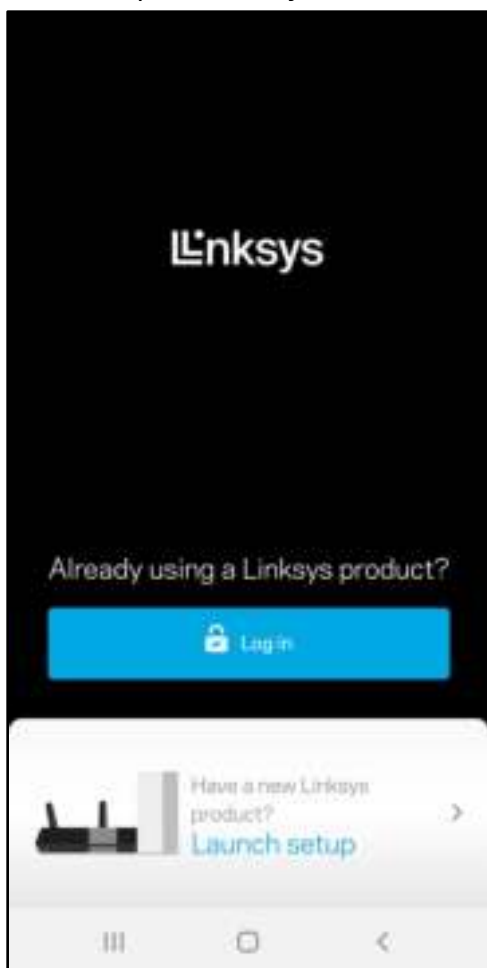 Linksys
Already using a Linksys product?
Log in
Have a new Linksys
product?
Launch setup